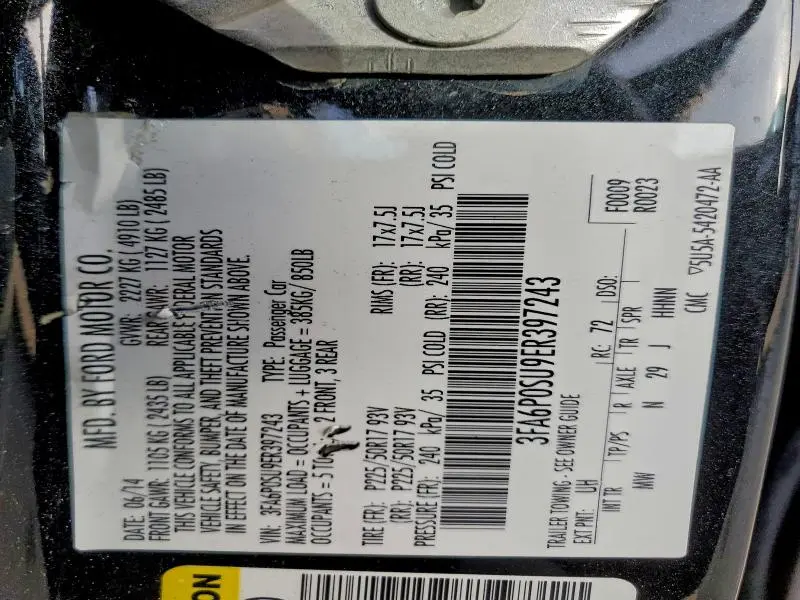 MFD. BY FORD MOTOR CO.
DATE: 06/14 GVWR: 2227 KG ( 4910 LB)
FRONT GAWR: 1105 KG ( 2435 LB) REAR GAWR: 1127 KG ( 2485 LB)
THIS VEHICLE CONFORMS TO ALL APPLICABLE FEDERAL MOTOR
VEHICLE SAFETY, BUMPER, AND THEFT PREVENTION STANDARDS
IN EFFECT ON THE DATE OF MANUFACTURE SHOWN ABOVE.
VIN: 3FA6P0SU9ER397243 TYPE: Passenger Car
MAXIMUM LOAD = OCCUPANTS + LUGGAGE = 385KG/ 850LB
OCCUPANTS = 5 2 FRONT, 3 REAR
TIRE (FR): P225/50R17 93V RIMS (FR): 17x7.5J
(RR): P225/50R17 93V (RR): 17x7.5J
PRESSURE (FR): 240 kPa/ 35 PSI COLD (RR): 240 kPa/ 35 PSI COLD
3FA6P0SU9ER397243
F0009
R0023
TRAILER TOWING - SEE OWNER GUIDE
EXT PNT: UH RC: 72 DSO:
INT TR TP/PS R AXLE TR SPR
MW N 29 J HHNN
CMC 5U5A-5420472-AA
ON